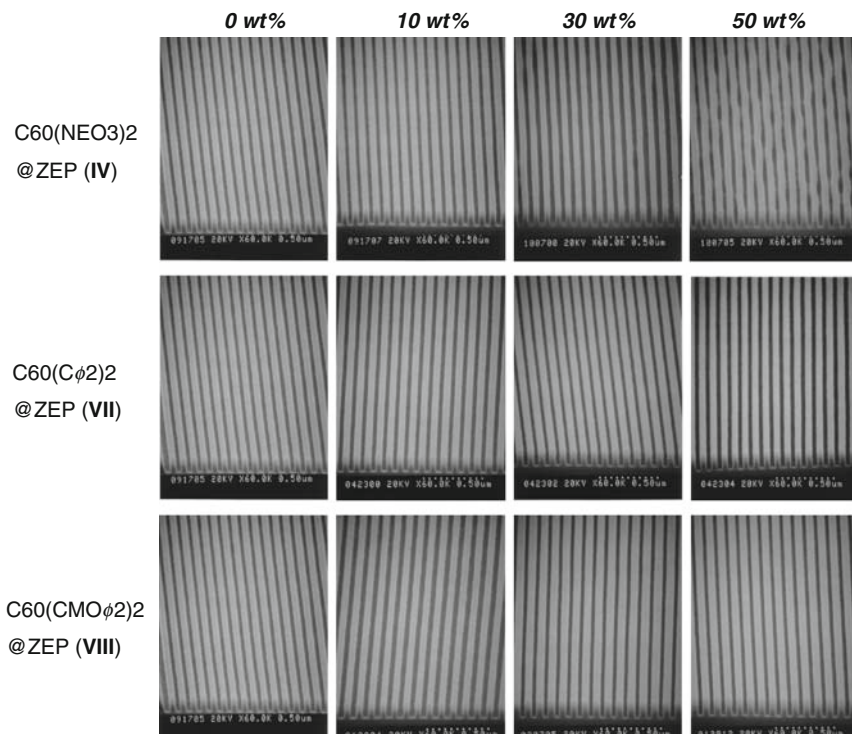 0 wt% 10 wt% 30 wt% 50 wt%
C60(NEO3)2
@ZEP (IV)
091705 20KV X60.0K 0.50um
091707 20KV X60.0K 0.50um
180700 20KV X60.0K 0.50um
180705 20KV X60.0K 0.50um
C60(Cϕ2)2
@ZEP (VII)
091705 20KV X60.0K 0.50um
042300 20KV X60.0K 0.50um
042302 20KV X60.0K 0.50um
042304 20KV X60.0K 0.50um
C60(CMOϕ2)2
@ZEP (VIII)
091705 20KV X60.0K 0.50um